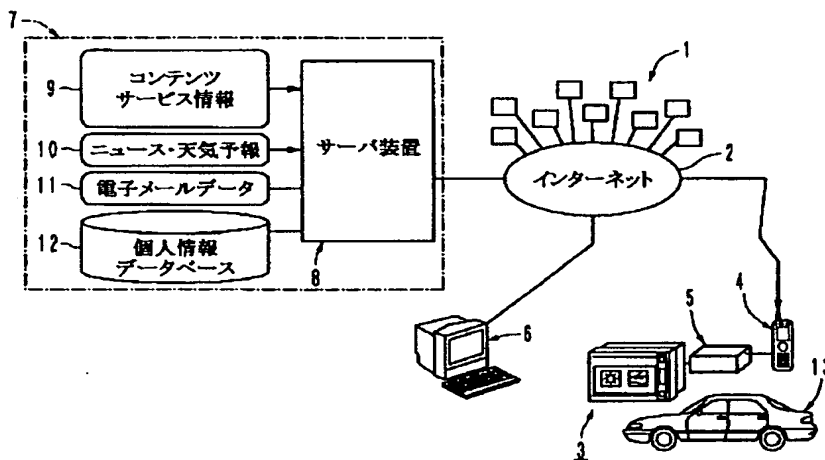 7
1
9
コンテンツ
サービス情報
10
ニュース・天気予報
11
電子メールデータ
12
個人情報
データベース
サーバ装置
8
インターネット
2
6
5
4
3
13